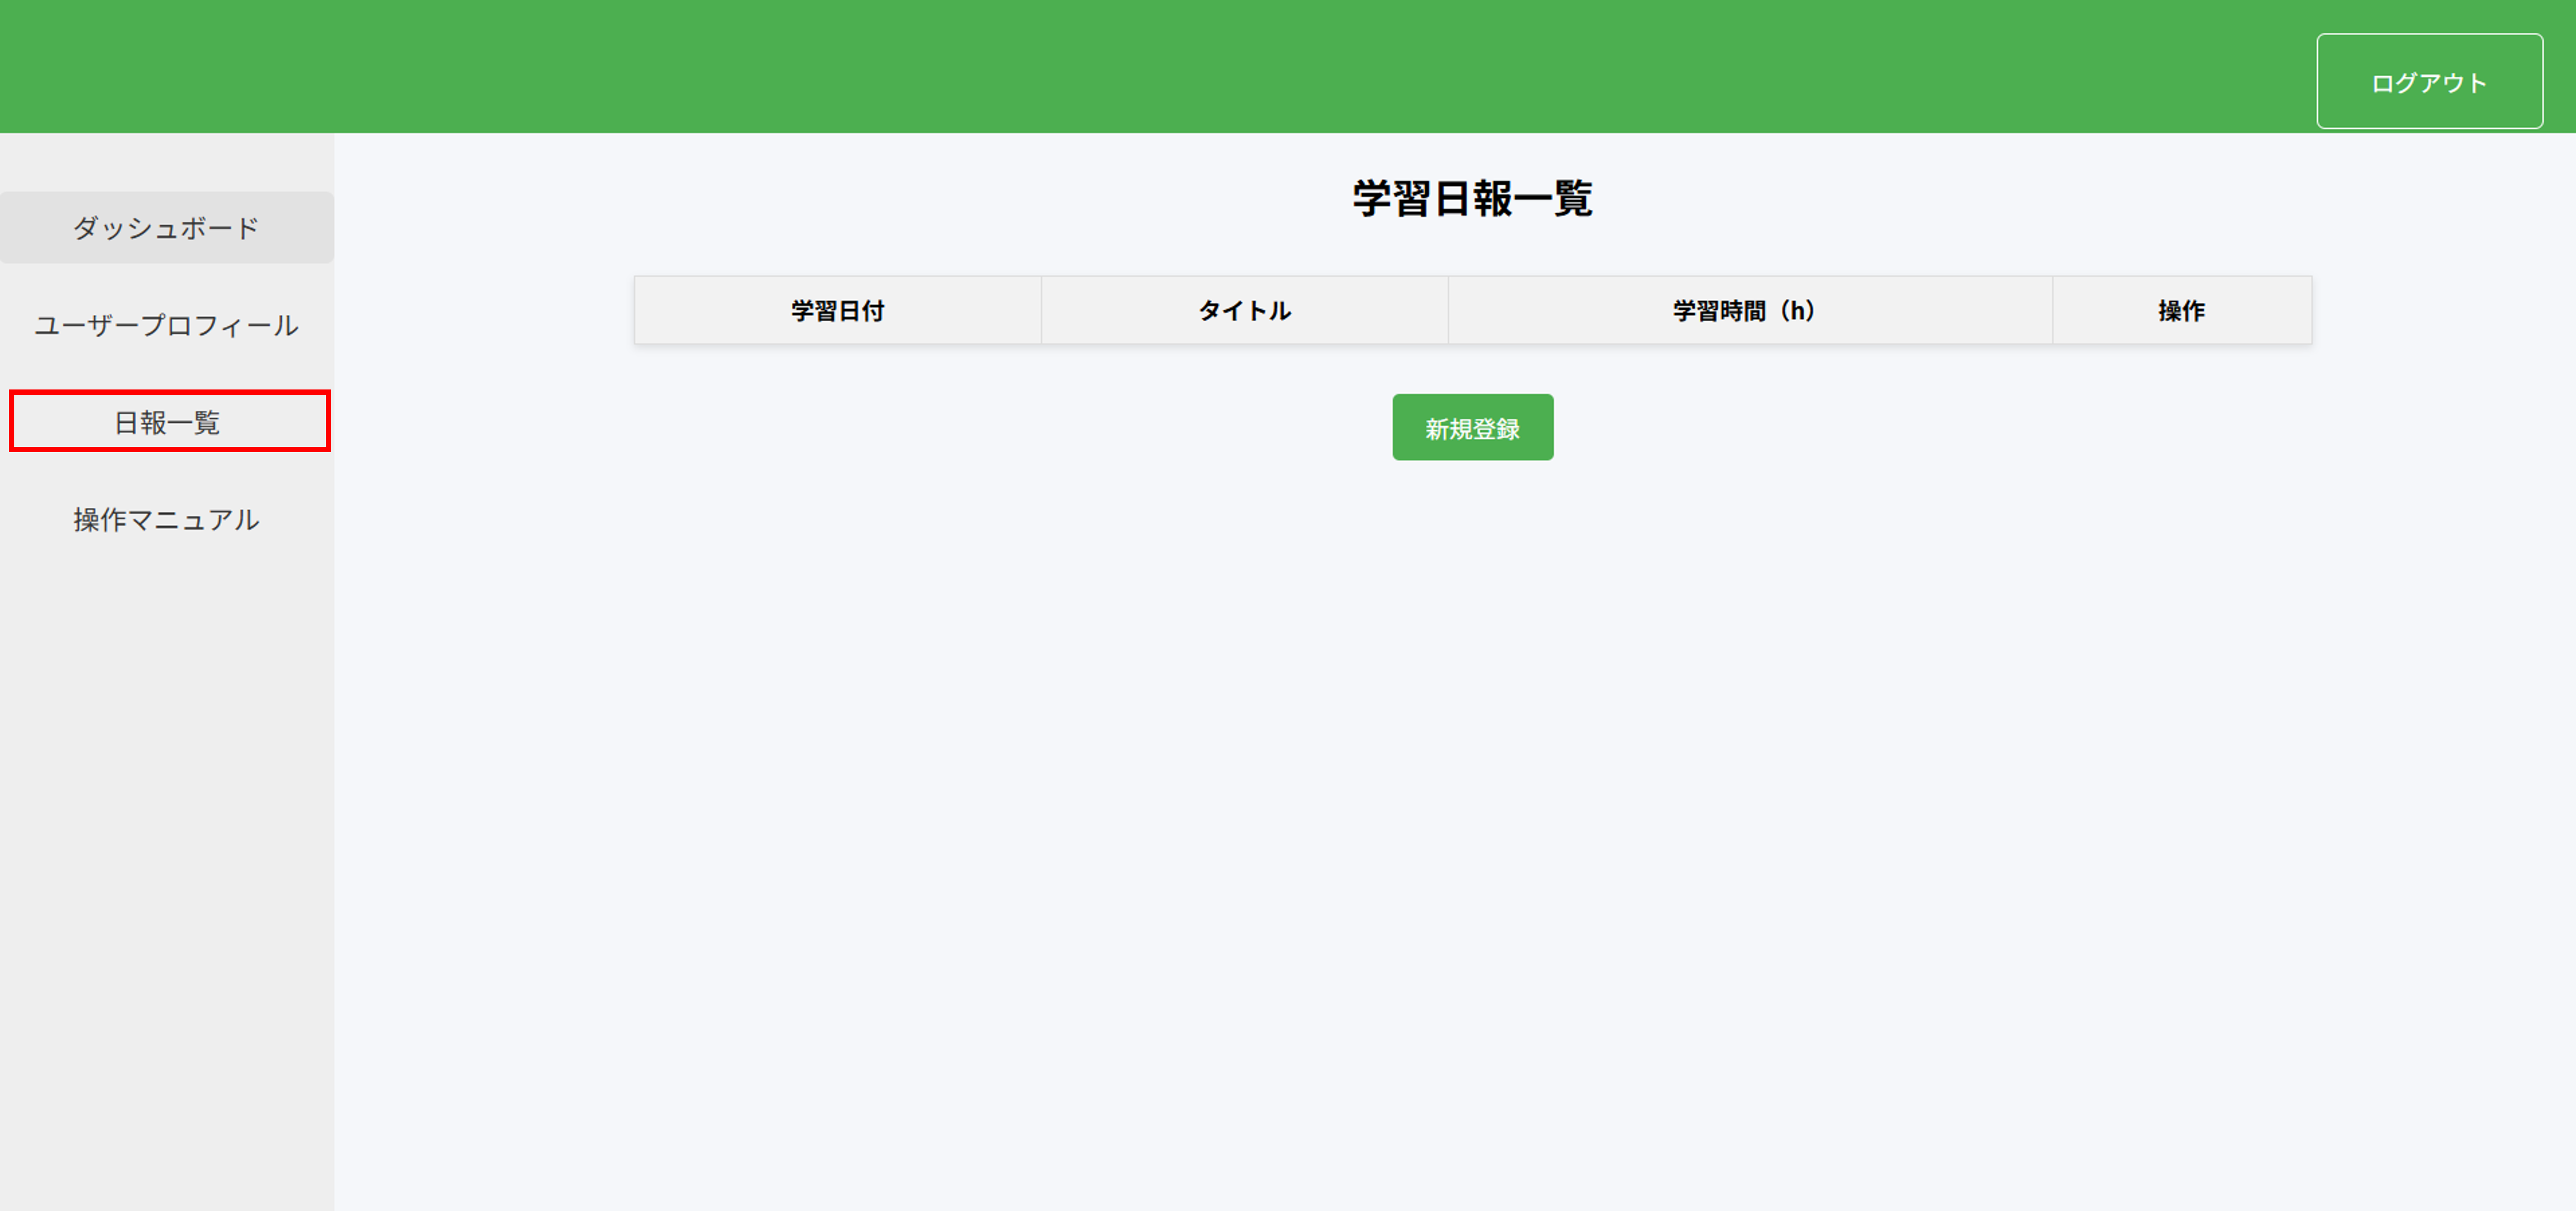 ログアウト
ダッシュボード
ユーザープロフィール
日報一覧
操作マニュアル
学習日報一覧
学習日付 タイトル 学習時間（h） 操作
新規登録